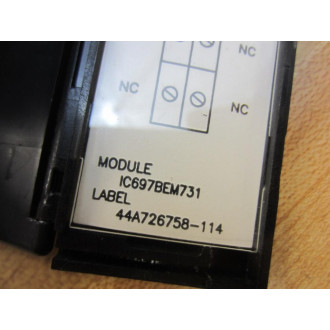 NC
NC
NC
MODULE
IC697BEM731
LABEL
44A726758-114